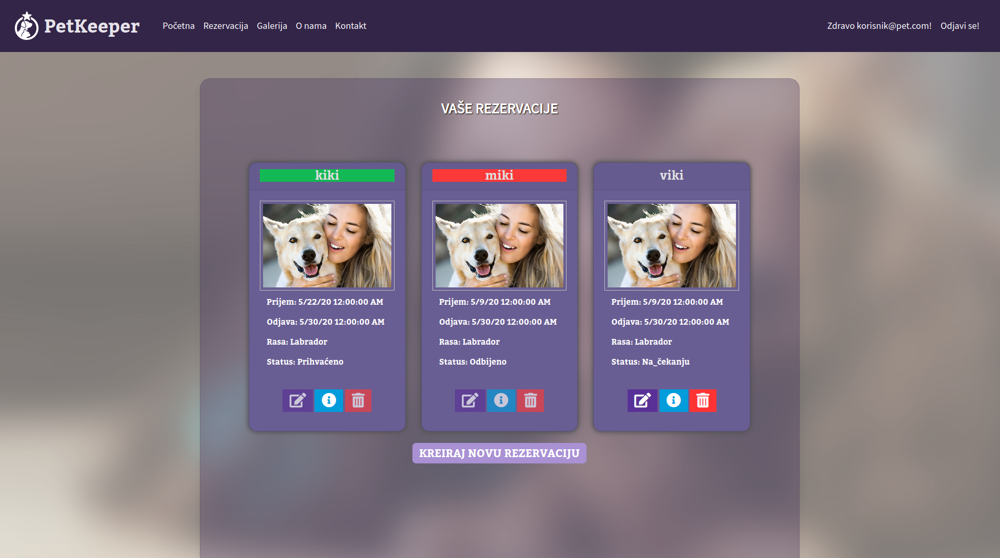 PetKeeper
Početna Rezervacija Galerija O nama Kontakt
Zdravo korisnik@pet.com! Odjavi se!
VAŠE REZERVACIJE
kiki
Prijem: 5/22/20 12:00:00 AM
Odjava: 5/30/20 12:00:00 AM
Rasa: Labrador
Status: Prihvaćeno
miki
Prijem: 5/9/20 12:00:00 AM
Odjava: 5/30/20 12:00:00 AM
Rasa: Labrador
Status: Odbijeno
viki
Prijem: 5/9/20 12:00:00 AM
Odjava: 5/30/20 12:00:00 AM
Rasa: Labrador
Status: Na_čekanju
KREIRAJ NOVU REZERVACIJU